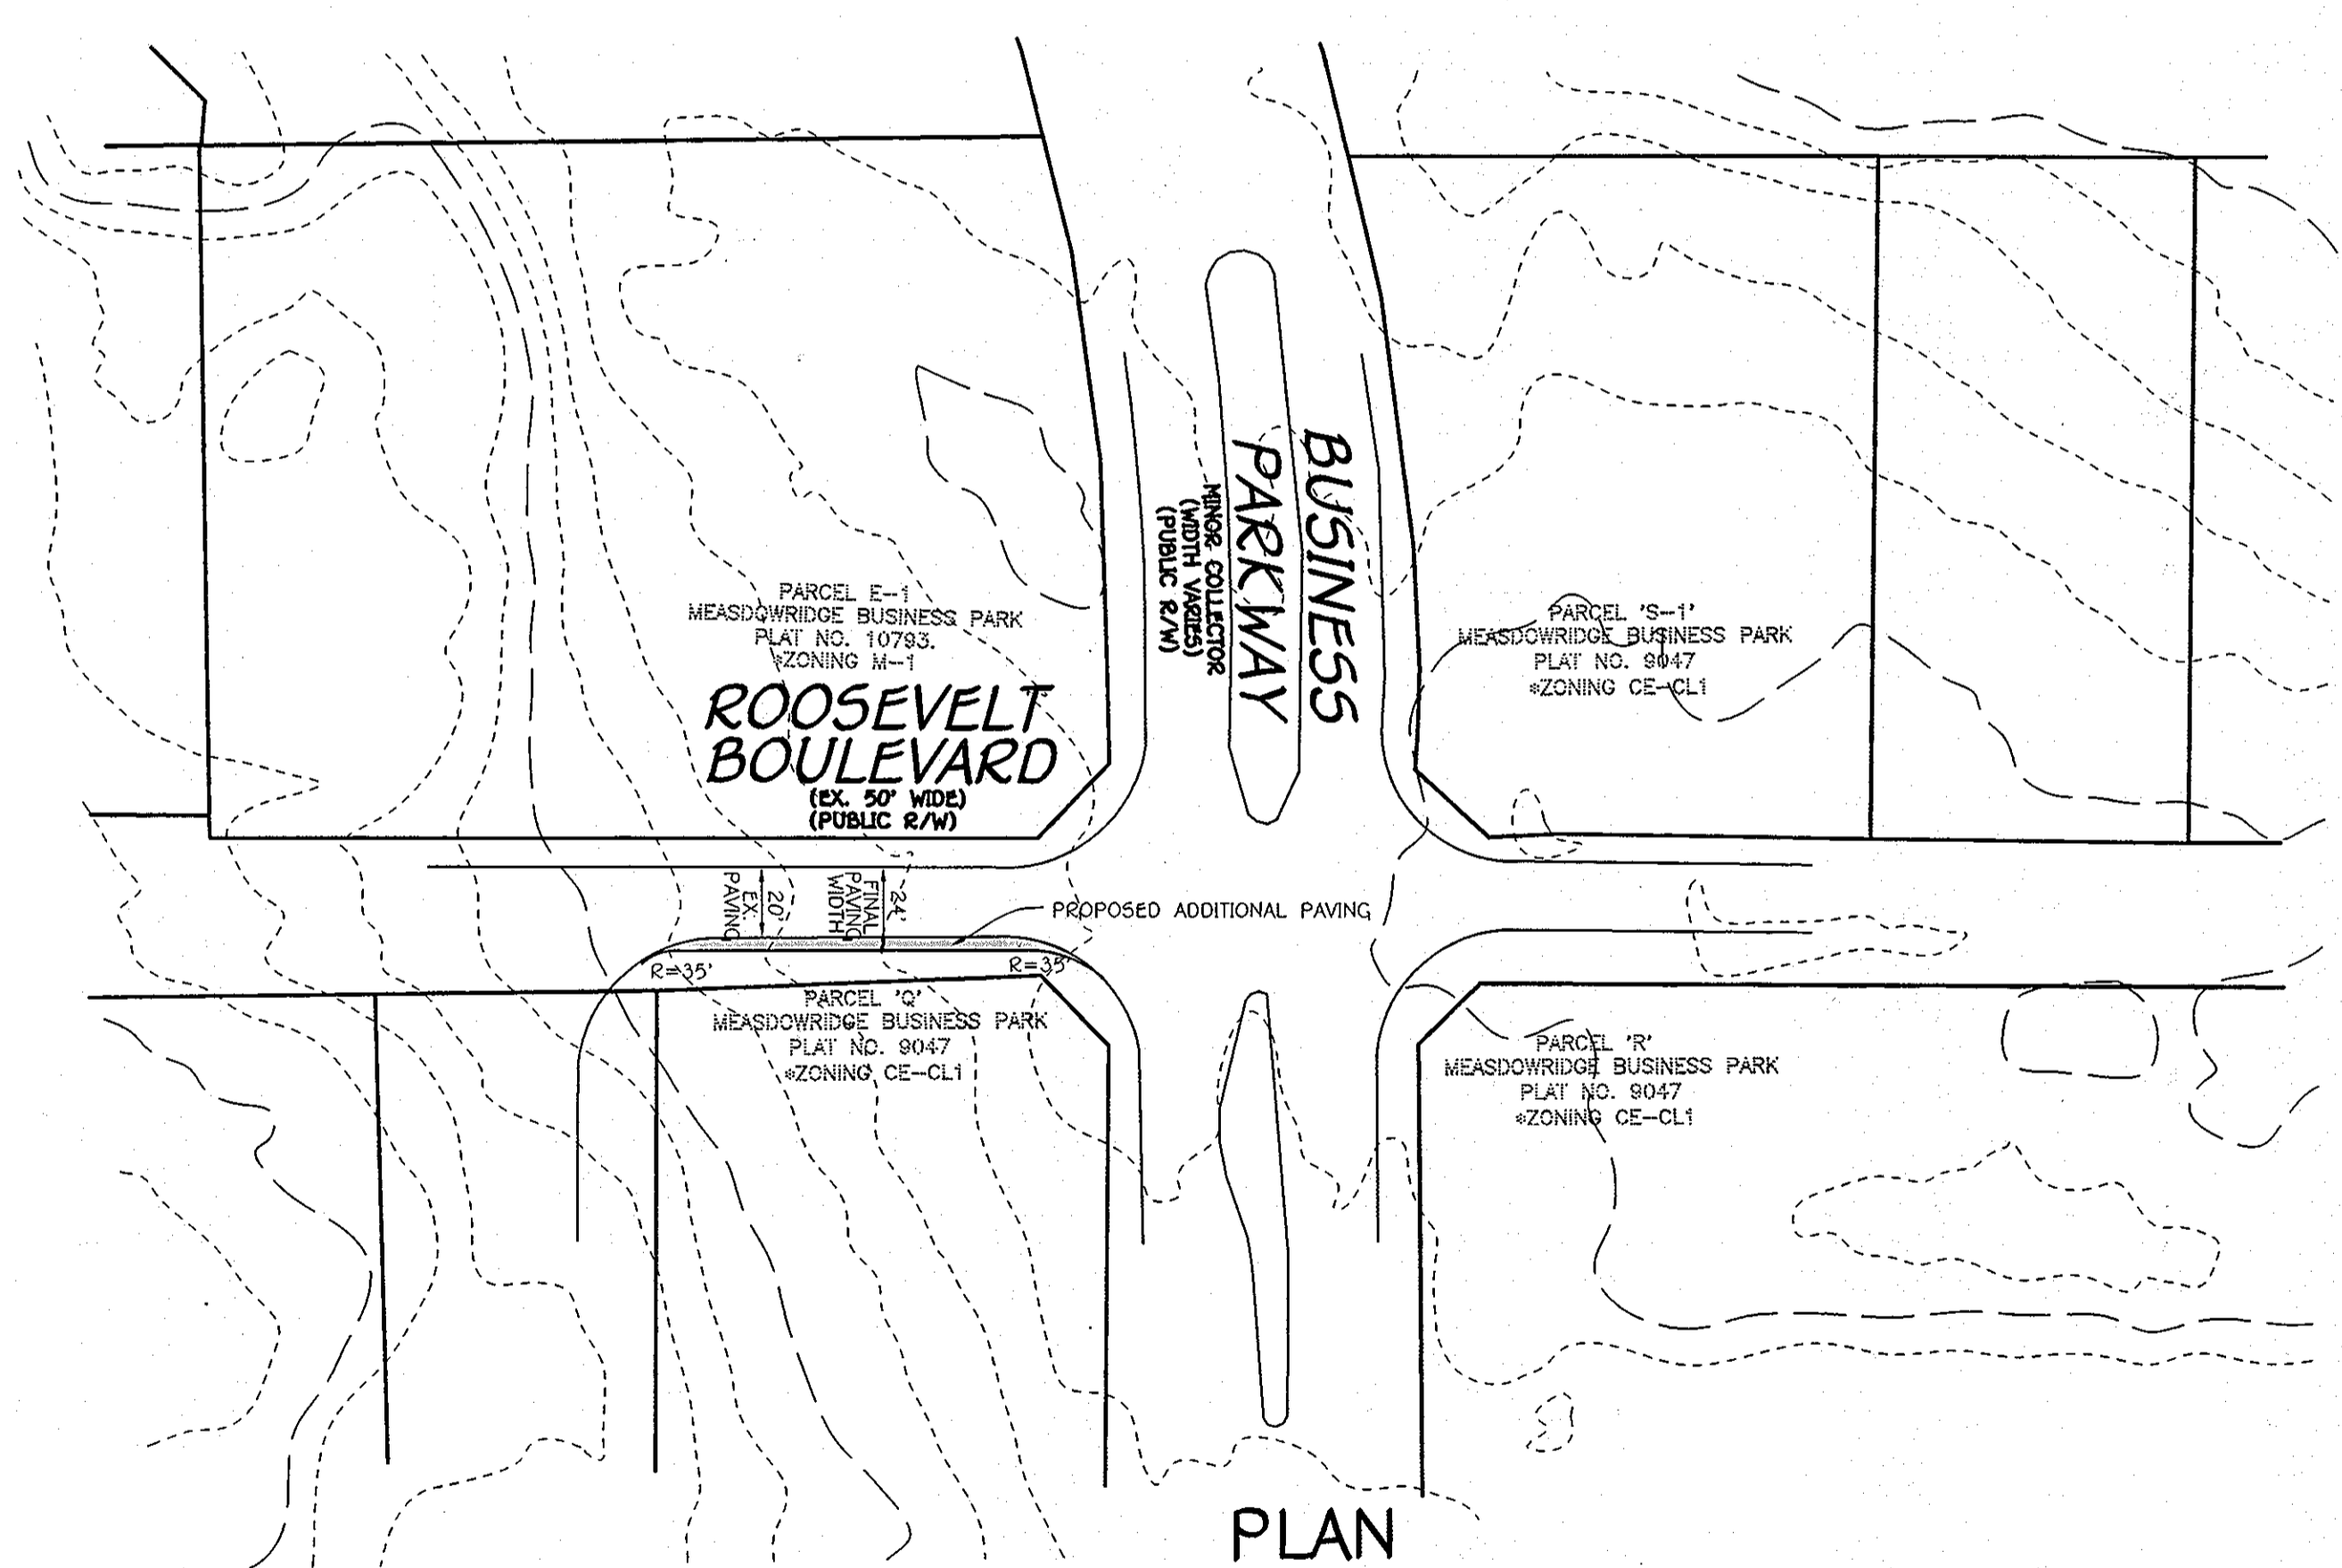 PARCEL E-1
MEASDOWRIDGE BUSINESS PARK
PLAT NO. 10793.
*ZONING M-1
ROOSEVELT
BOULEVARD
(EX. 50' WIDE)
(PUBLIC R/W)
BUSINESS
PARKWAY
MINOR COLLECTOR
(WIDTH VARIES)
(PUBLIC R/W)
PARCEL 'S-1'
MEASDOWRIDGE BUSINESS PARK
PLAT NO. 9047
*ZONING CE-CL1
20'
EX.
PAVING
24'
FINAL
PAVING
WIDTH
PROPOSED ADDITIONAL PAVING
R=35'
R=35'
PARCEL 'Q'
MEASDOWRIDGE BUSINESS PARK
PLAT NO. 9047
*ZONING CE-CL1
PARCEL 'R'
MEASDOWRIDGE BUSINESS PARK
PLAT NO. 9047
*ZONING CE-CL1
PLAN